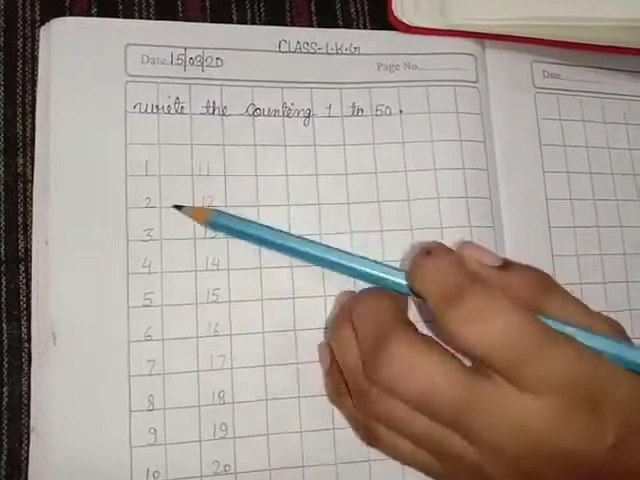 CLASS-L.K.G
Date 15/03/20 Page No.
Date
write the counting 1 to 50.
1 11
2 12
3 13
4 14
5 15
6 16
7 17
8 18
9 19
10 20